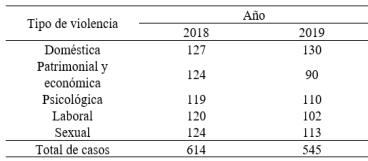 Tipo de violencia Año
2018 2019
Doméstica 127 130
Patrimonial y
económica 124 90
Psicológica 119 110
Laboral 120 102
Sexual 124 113
Total de casos 614 545